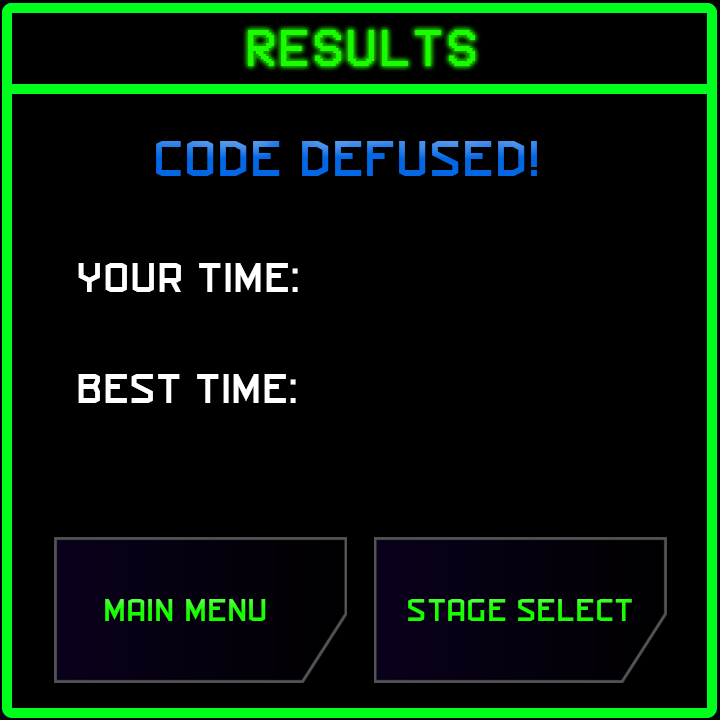 RESULTS
CODE DEFUSED!
YOUR TIME:
BEST TIME:
MAIN MENU
STAGE SELECT